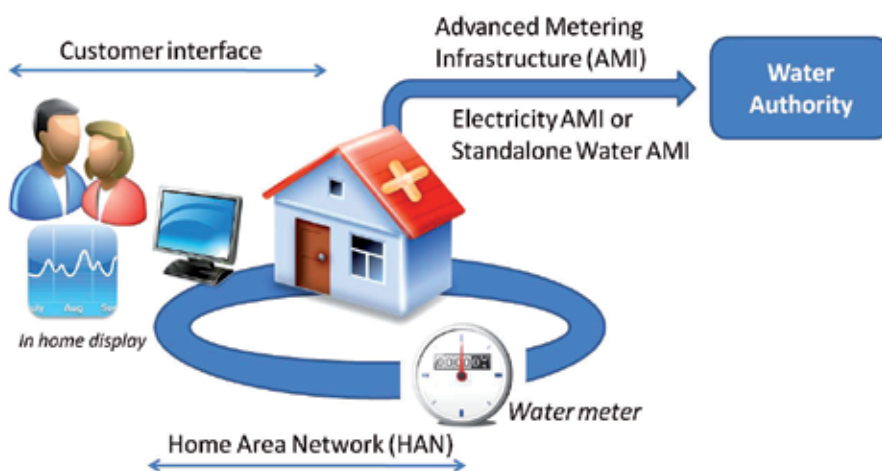 Customer interface
Advanced Metering
Infrastructure (AMI)
Water
Authority
Electricity AMI or
Standalone Water AMI
Aug
In home display
Water meter
Home Area Network (HAN)